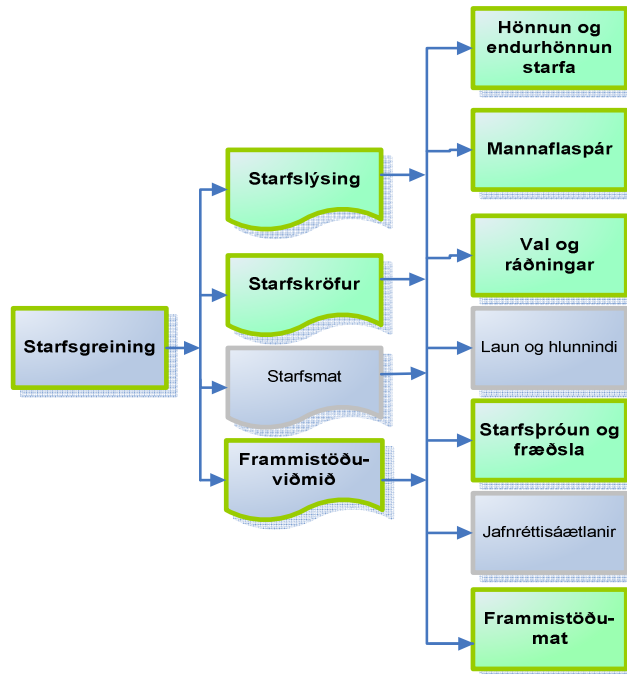 Starfsgreining
Starfslýsing
Starfskröfur
Starfsmat
Frammistöðu-
viðmið
Hönnun og
endurhönnun
starfa
Mannaflaspár
Val og
ráðningar
Laun og hlunnindi
Starfsþróun og
fræðsla
Jafnréttisáætlanir
Frammistöðu-
mat